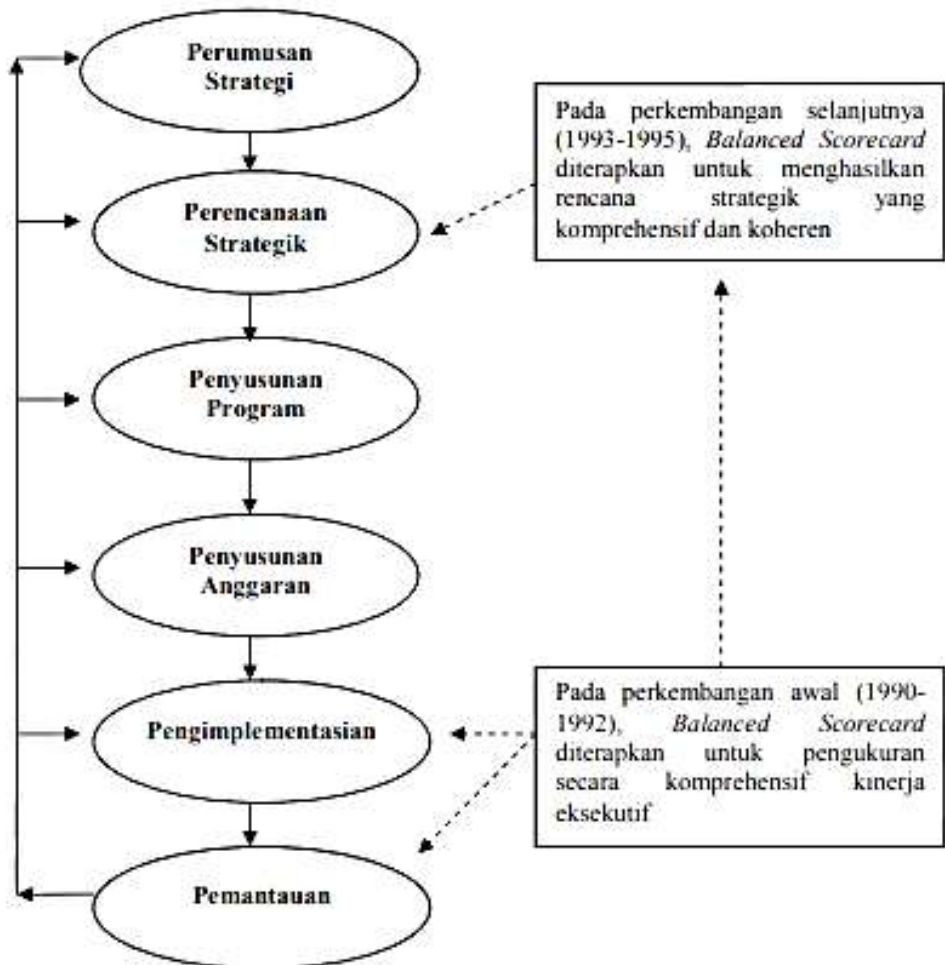 Perumusan
Strategi
Pada perkembangan selanjutnya
(1993-1995), Balanced Scorecard
diterapkan untuk menghasilkan
rencana strategik yang
komprehensif dan koheren
Perencanaan
Strategik
Penyusunan
Program
Penyusunan
Anggaran
Pengimplementasian
Pada perkembangan awal (1990-
1992), Balanced Scorecard
diterapkan untuk pengukuran
secara komprehensif kinerja
eksekutif
Pemantauan